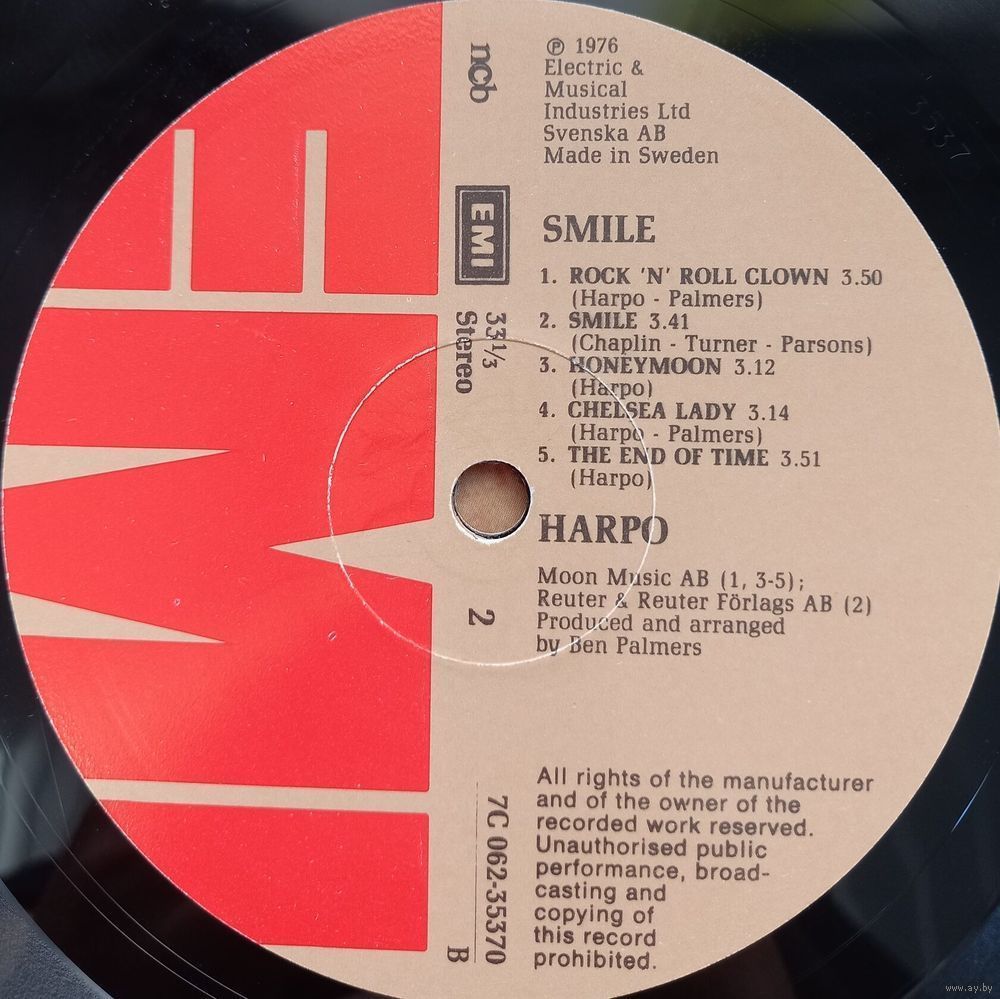 ncb
℗ 1976
Electric &
Musical
Industries Ltd
Svenska AB
Made in Sweden
EMI
33⅓
Stereo
SMILE
1. ROCK 'N' ROLL CLOWN 3.50
(Harpo - Palmers)
2. SMILE 3.41
(Chaplin - Turner - Parsons)
3. HONEYMOON 3.12
(Harpo)
4. CHELSEA LADY 3.14
(Harpo - Palmers)
5. THE END OF TIME 3.51
(Harpo)
HARPO
Moon Music AB (1, 3-5);
Reuter & Reuter Förlags AB (2)
Produced and arranged
by Ben Palmers
2
7C 062-35370
B
All rights of the manufacturer
and of the owner of the
recorded work reserved.
Unauthorised public
performance, broad-
casting and
copying of
this record
prohibited.
EMI
www.ay.by